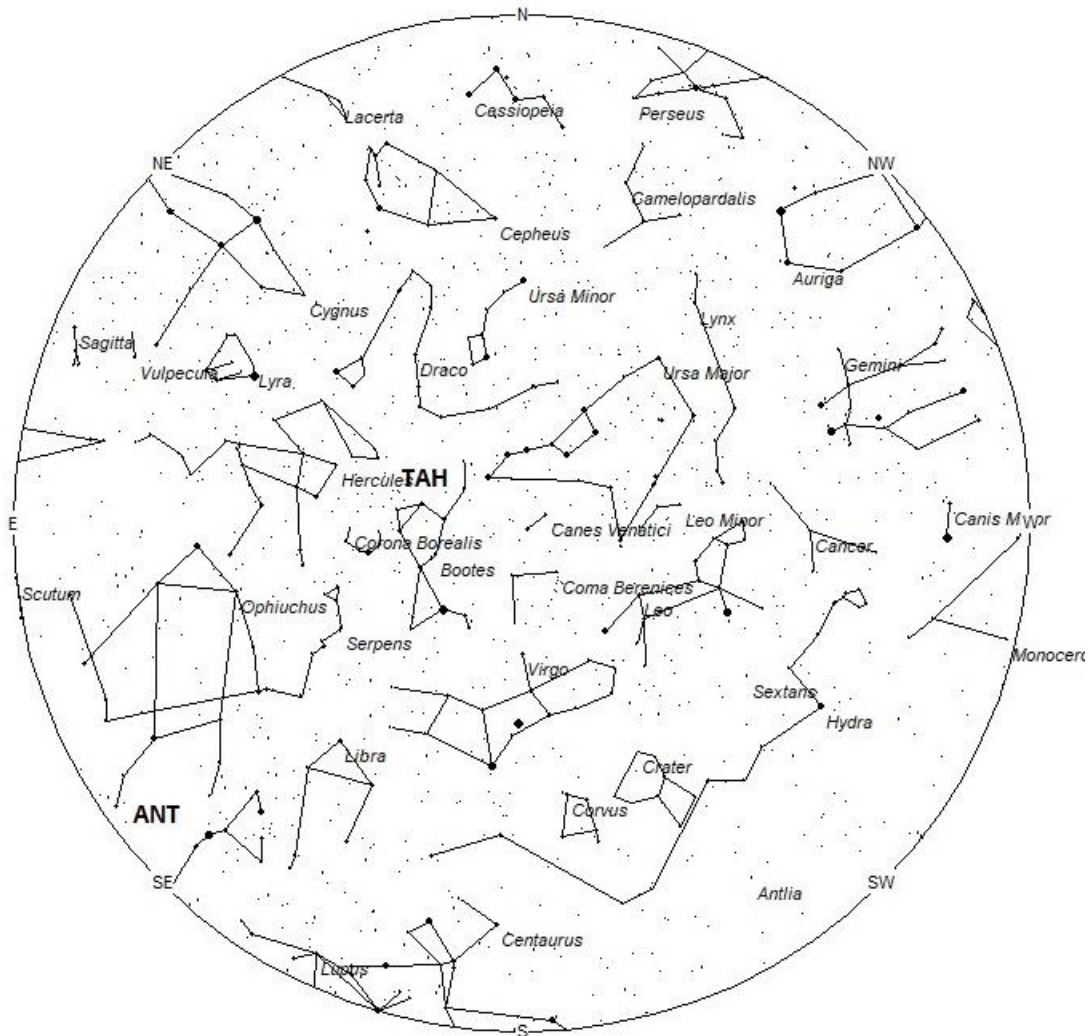 N
Cassiopeia
Perseus
Lacerta
NE
NW
Camelopardalis
Cepheus
Auriga
Ursa Minor
Cygnus
Lynx
Sagitta
Vulpecula
Lyra
Draco
Ursa Major
Gemini
Hercules
TAH
Canis Minor
Leo Minor
Canes Venatici
E
W
Corona Borealis
Cancer
Bootes
Coma Berenices
Scutum
Ophiuchus
Leo
Serpens
Monocero
Virgo
Sextans
Hydra
Libra
Crater
Corvus
ANT
SE
SW
Antlia
Centaurus
Lupus
S